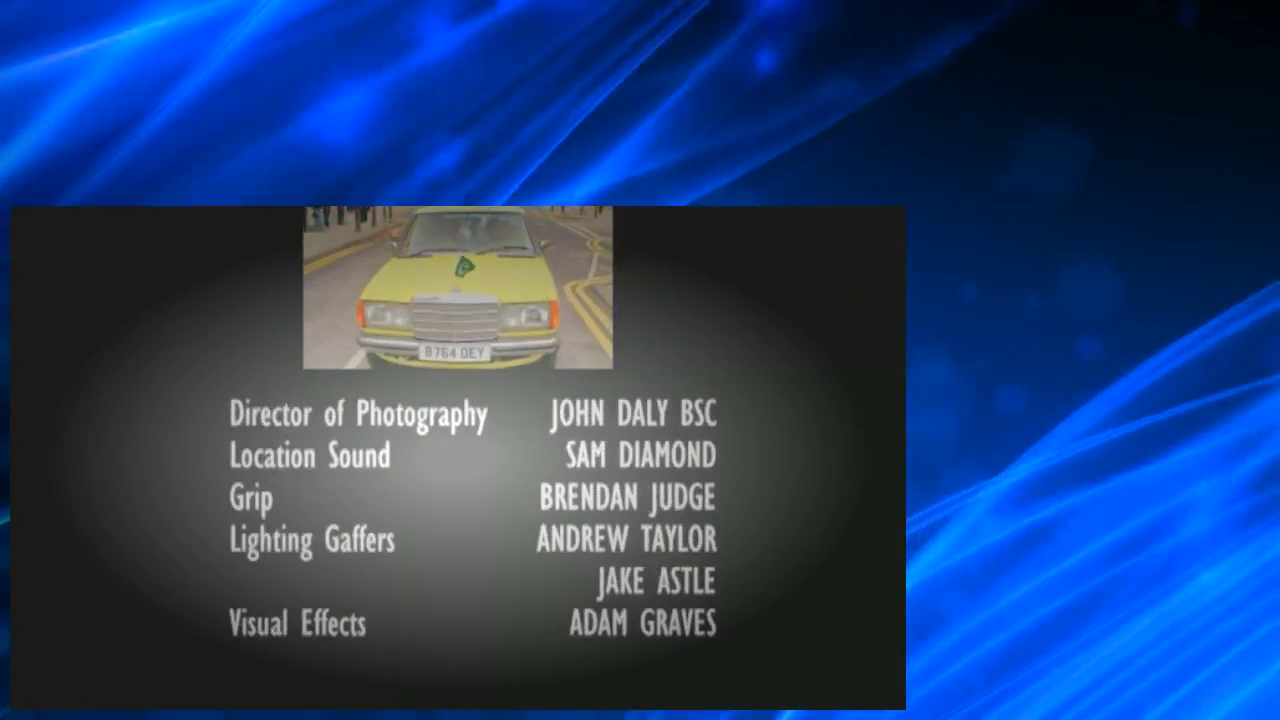 B764 OEY
Director of Photography JOHN DALY BSC
Location Sound SAM DIAMOND
Grip BRENDAN JUDGE
Lighting Gaffers ANDREW TAYLOR
JAKE ASTLE
Visual Effects ADAM GRAVES